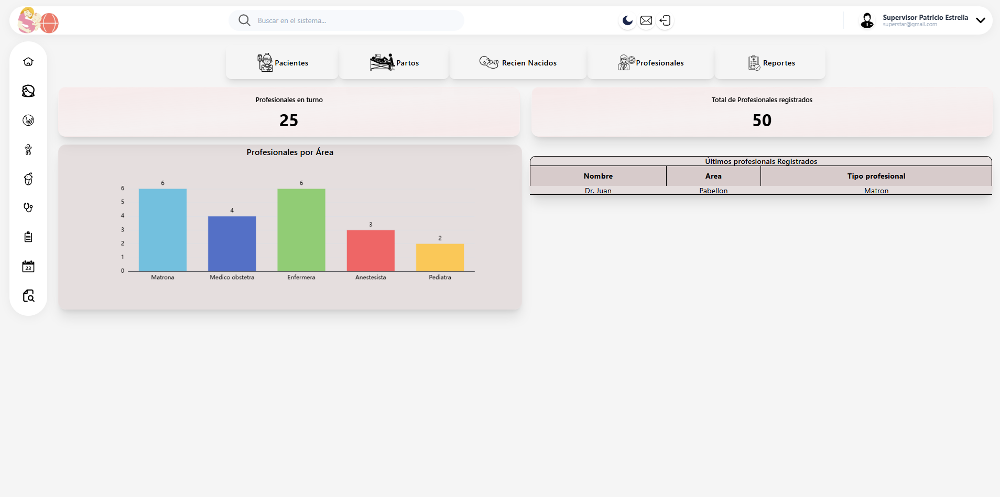 Buscar en el sistema...
Supervisor Patricio Estrella
superstar@gmail.com
Pacientes
Partos
Recien Nacidos
Profesionales
Reportes
Profesionales en turno
25
Total de Profesionales registrados
50
Profesionales por Área
6
5
4
3
2
1
0
6
4
6
3
2
Matrona
Medico obstetra
Enfermera
Anestesista
Pediatra
Últimos profesionals Registrados
Nombre Area Tipo profesional
Dr. Juan Pabellon Matron
23